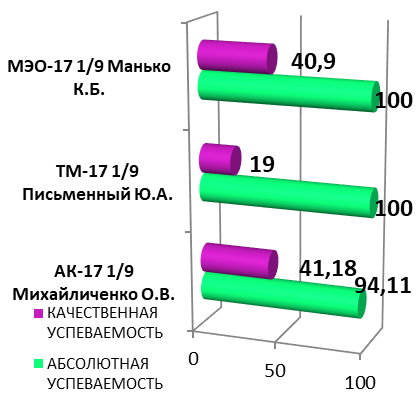 МЭО-17 1/9 Манько
К.Б.
40,9
100
ТМ-17 1/9
Письменный Ю.А.
19
100
АК-17 1/9
Михайличенко О.В.
41,18
94,11
КАЧЕСТВЕННАЯ
УСПЕВАЕМОСТЬ
АБСОЛЮТНАЯ
УСПЕВАЕМОСТЬ
0
50
100